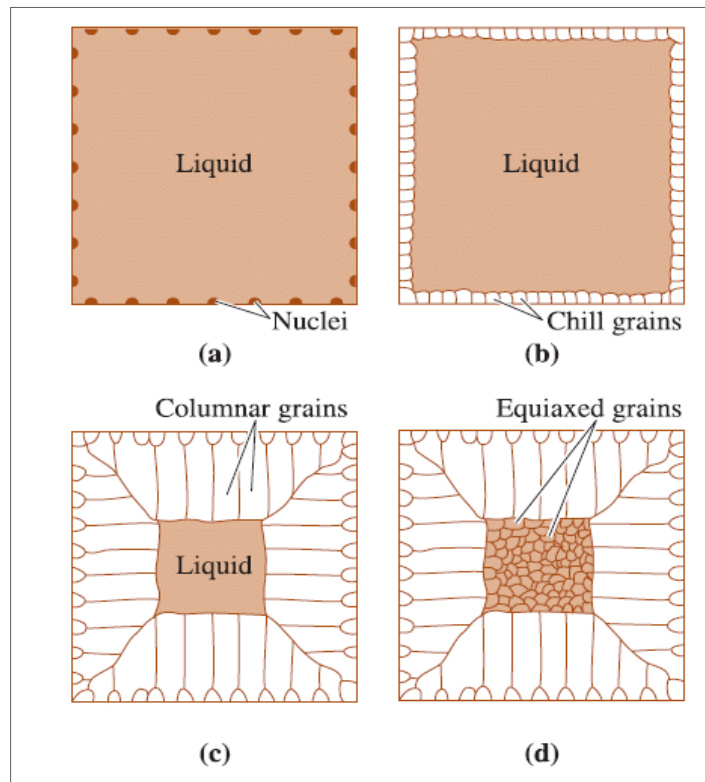 Liquid
Liquid
Nuclei
Chill grains
(a)
(b)
Columnar grains
Equiaxed grains
Liquid
(c)
(d)